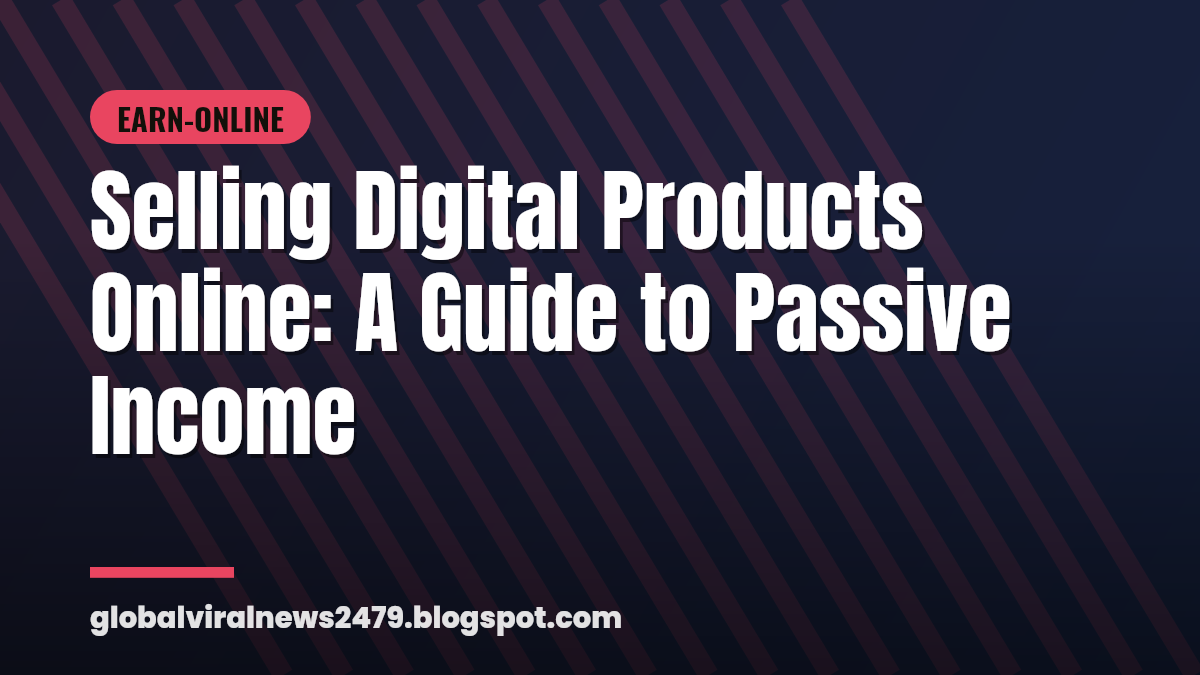 EARN-ONLINE
Selling Digital Products
Online: A Guide to Passive
Income
globalviralnews2479.blogspot.com